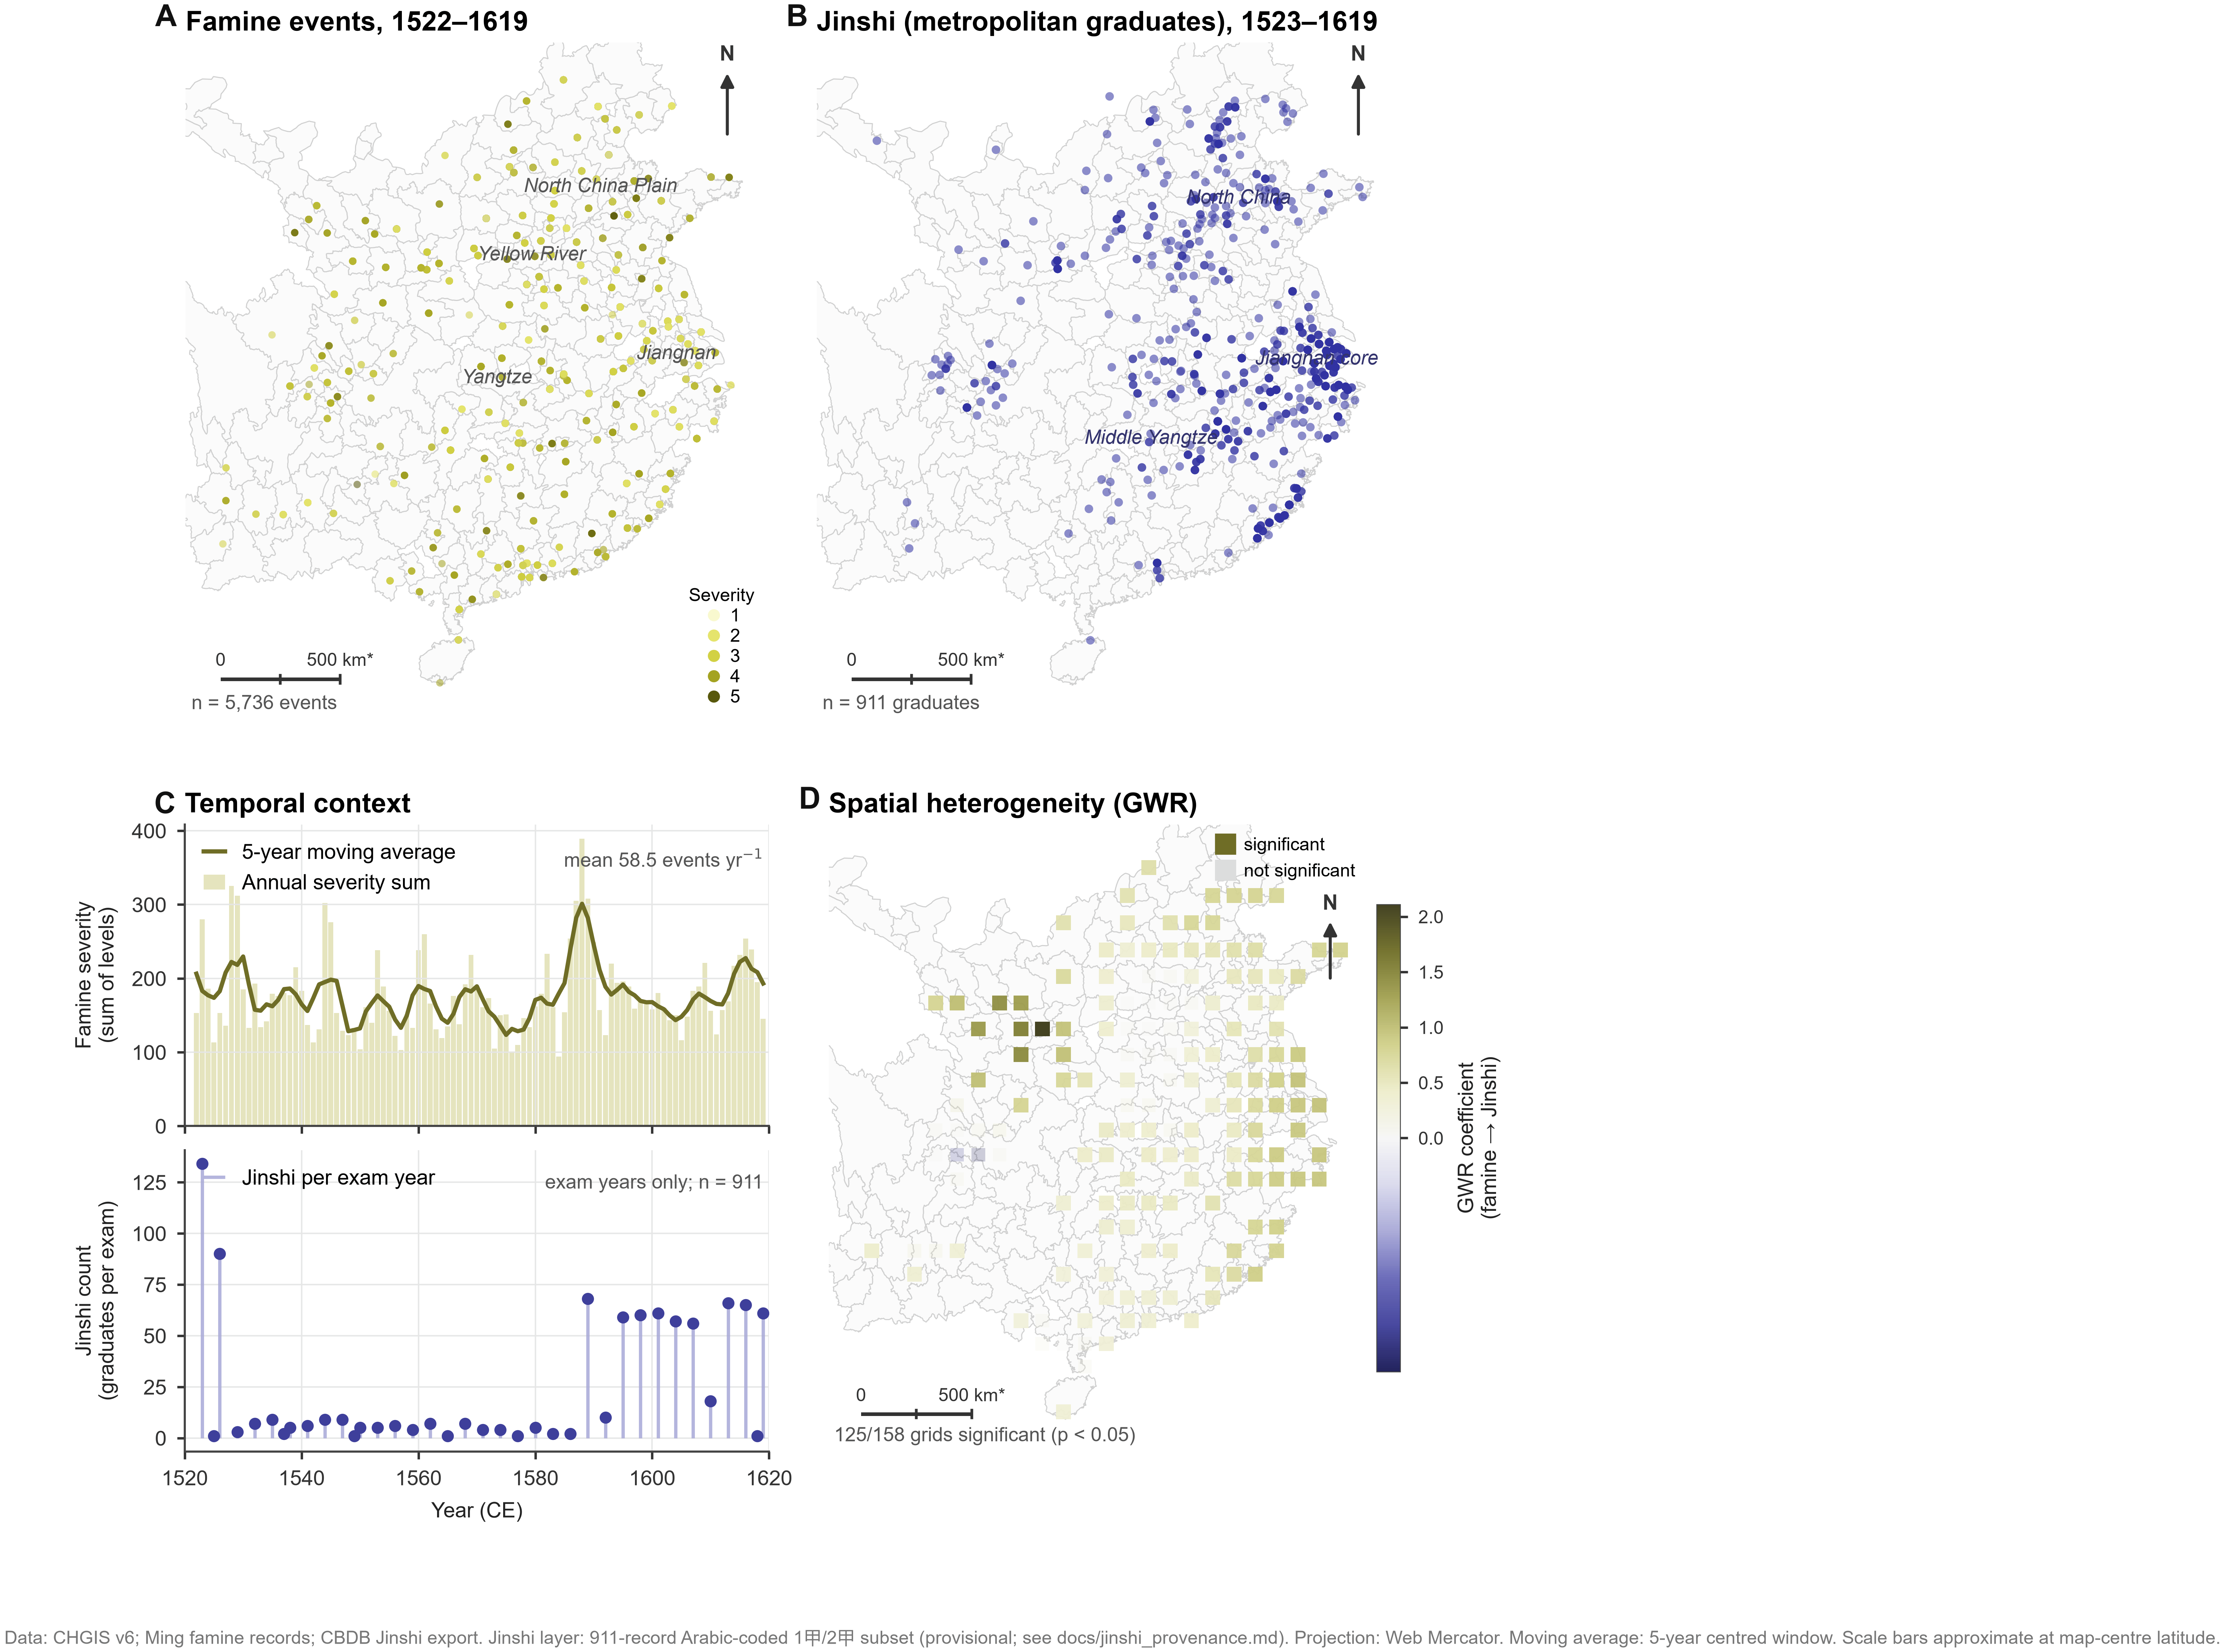 A Famine events, 1522–1619
N
North China Plain
Yellow River
Jiangnan
Yangtze
Severity
1
2
3
4
5
0 500 km*
n = 5,736 events
B Jinshi (metropolitan graduates), 1523–1619
N
North China
Jiangnan core
Middle Yangtze
0 500 km*
n = 911 graduates
C Temporal context
5-year moving average
Annual severity sum
mean 58.5 events yr⁻¹
Famine severity
(sum of levels)
400
300
200
100
0
Jinshi per exam year
exam years only; n = 911
Jinshi count
(graduates per exam)
125
100
75
50
25
0
1520 1540 1560 1580 1600 1620
Year (CE)
D Spatial heterogeneity (GWR)
significant
not significant
N
2.0
1.5
1.0
0.5
0.0
GWR coefficient
(famine → Jinshi)
0 500 km*
125/158 grids significant (p < 0.05)
Data: CHGIS v6; Ming famine records; CBDB Jinshi export. Jinshi layer: 911-record Arabic-coded 1甲/2甲 subset (provisional; see docs/jinshi_provenance.md). Projection: Web Mercator. Moving average: 5-year centred window. Scale bars approximate at map-centre latitude.